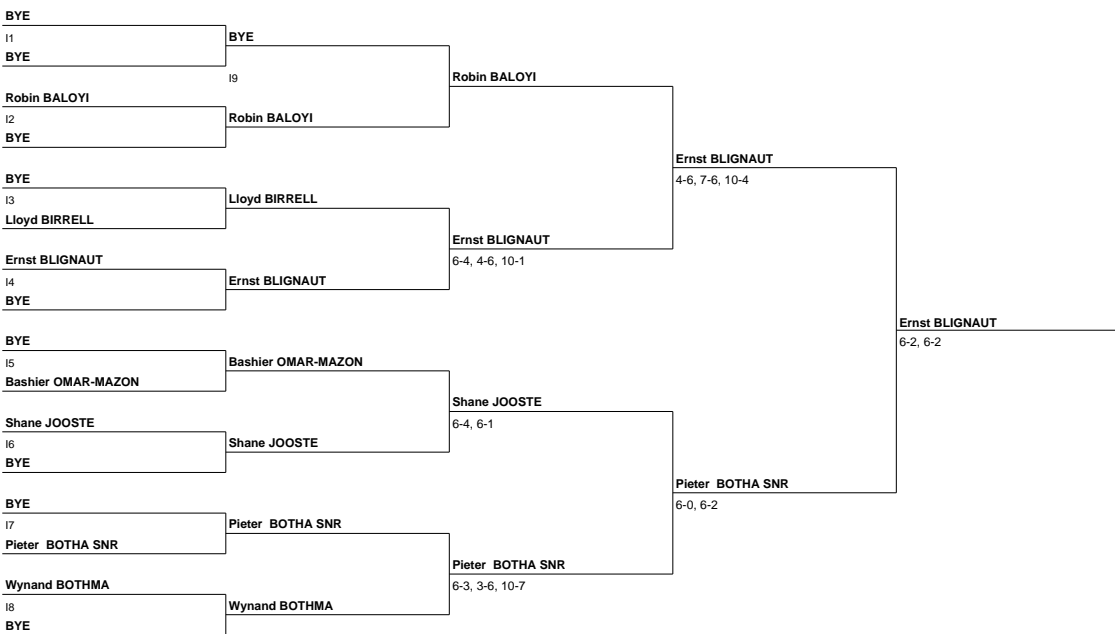 BYE
I1
BYE
BYE
I9
Robin BALOYI
Robin BALOYI
I2
Robin BALOYI
BYE
Ernst BLIGNAUT
4-6, 7-6, 10-4
BYE
I3
Lloyd BIRRELL
Lloyd BIRRELL
Ernst BLIGNAUT
6-4, 4-6, 10-1
Ernst BLIGNAUT
I4
Ernst BLIGNAUT
BYE
Ernst BLIGNAUT
6-2, 6-2
BYE
I5
Bashier OMAR-MAZON
Bashier OMAR-MAZON
Shane JOOSTE
6-4, 6-1
Shane JOOSTE
I6
Shane JOOSTE
BYE
Pieter  BOTHA SNR
6-0, 6-2
BYE
I7
Pieter  BOTHA SNR
Pieter  BOTHA SNR
Pieter  BOTHA SNR
6-3, 3-6, 10-7
Wynand BOTHMA
I8
Wynand BOTHMA
BYE